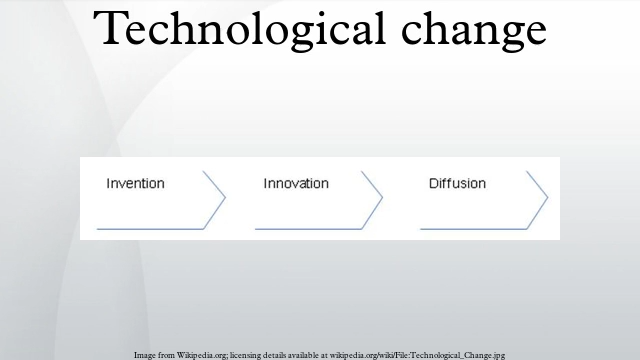 Technological change
Invention
Innovation
Diffusion
Image from Wikipedia.org; licensing details available at wikipedia.org/wiki/File:Technological_Change.jpg